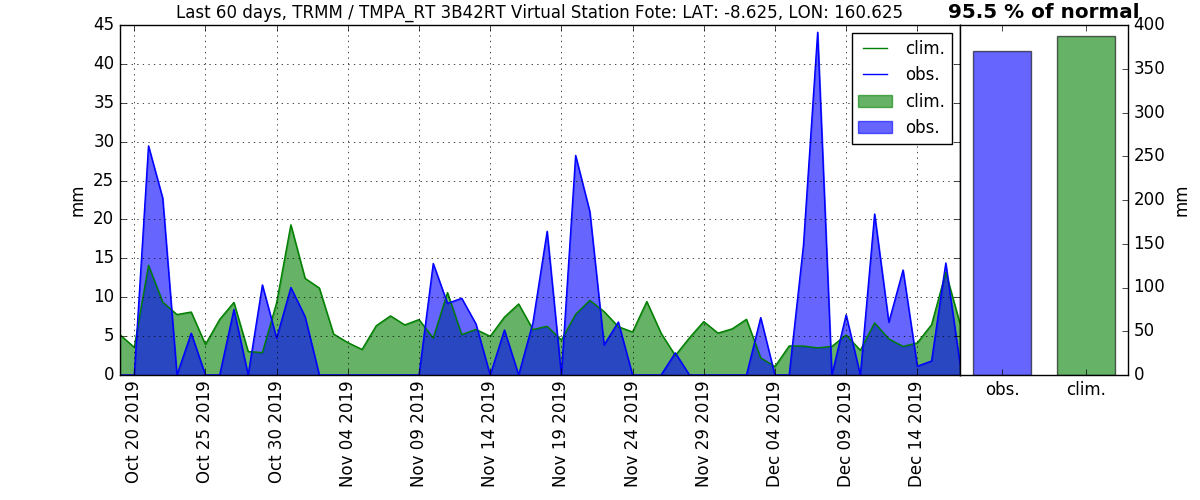 Last 60 days, TRMM / TMPA_RT 3B42RT Virtual Station Fote: LAT: -8.625, LON: 160.625
95.5 % of normal
45
40
35
30
25
20
15
10
5
0
mm
clim.
obs.
clim.
obs.
400
350
300
250
200
150
100
50
0
mm
obs.
clim.
Oct 20 2019
Oct 25 2019
Oct 30 2019
Nov 04 2019
Nov 09 2019
Nov 14 2019
Nov 19 2019
Nov 24 2019
Nov 29 2019
Dec 04 2019
Dec 09 2019
Dec 14 2019